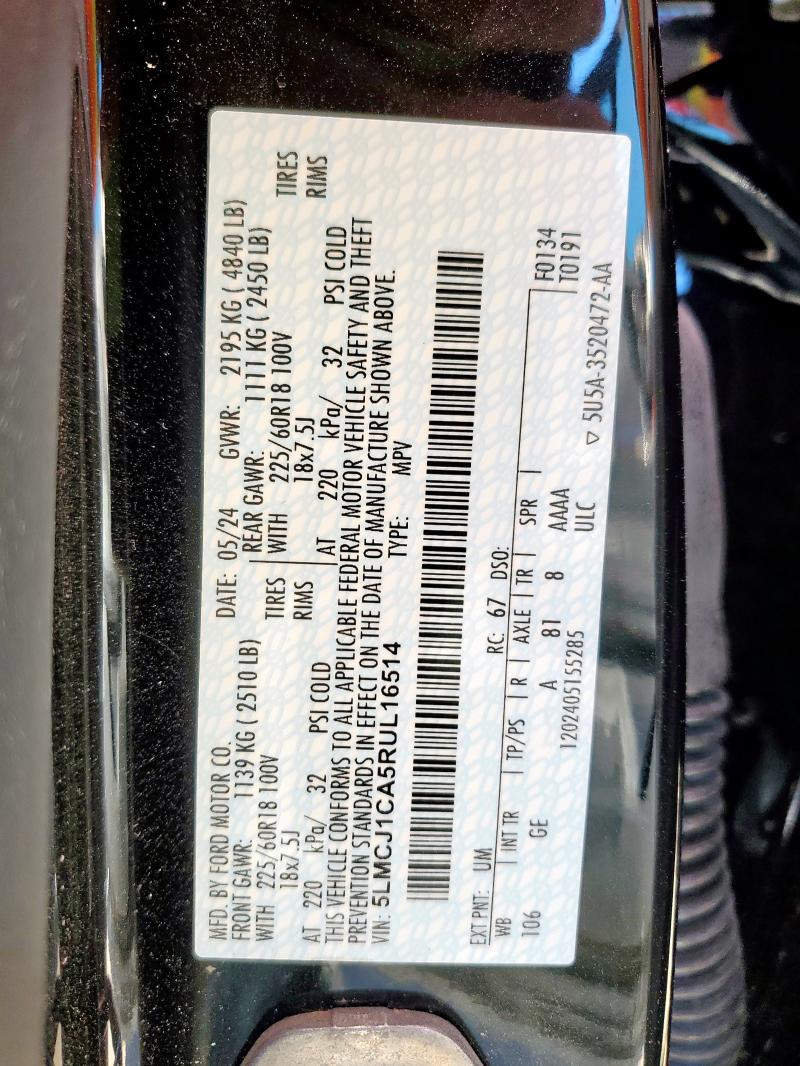 MFD. BY FORD MOTOR CO.
DATE: 05/24 GVWR: 2195 KG ( 4840 LB)
FRONT GAWR: 1139 KG ( 2510 LB) REAR GAWR: 1111 KG ( 2450 LB)
WITH 225/60R18 100V TIRES WITH 225/60R18 100V TIRES
18x7.5J RIMS 18x7.5J RIMS
AT 220 kPa/ 32 PSI COLD AT 220 kPa/ 32 PSI COLD
THIS VEHICLE CONFORMS TO ALL APPLICABLE FEDERAL MOTOR VEHICLE SAFETY AND THEFT
PREVENTION STANDARDS IN EFFECT ON THE DATE OF MANUFACTURE SHOWN ABOVE.
VIN: 5LMCJ1CA5RUL16514 TYPE: MPV
EXT PNT: UM RC: 67 DSO:
WB INT TR TP/PS R AXLE TR SPR F0134
106 GE A 81 8 AAAA T0191
1202405155285 ULC
▽ 5U5A-3520472-AA